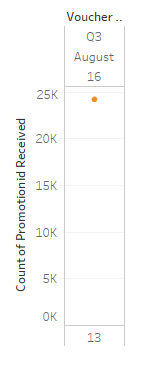 Voucher ..
Q3
August
16
Count of Promotionid Received
25K
20K
15K
10K
5K
0K
13